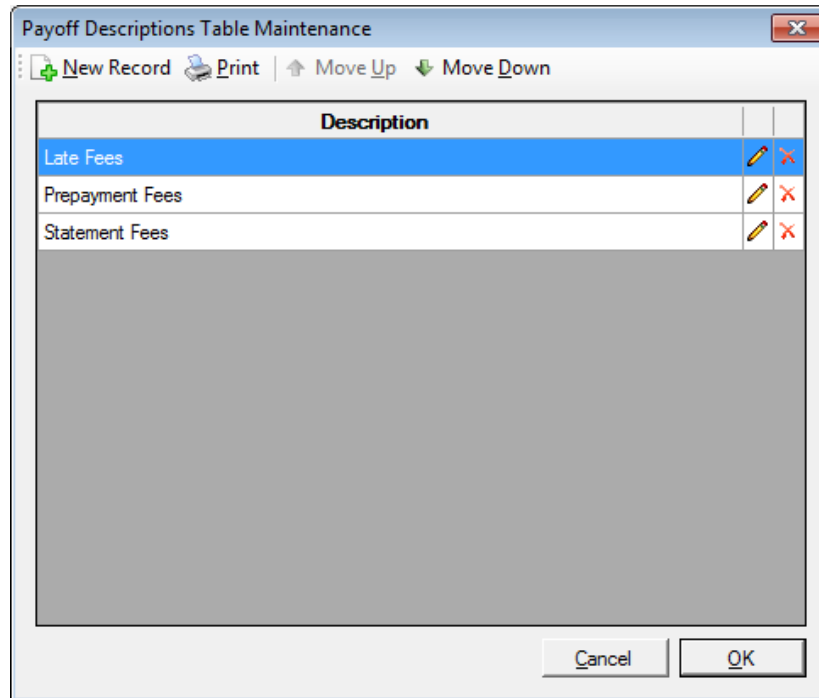 Payoff Descriptions Table Maintenance
New Record Print Move Up Move Down
Description
Late Fees
Prepayment Fees
Statement Fees
Cancel OK